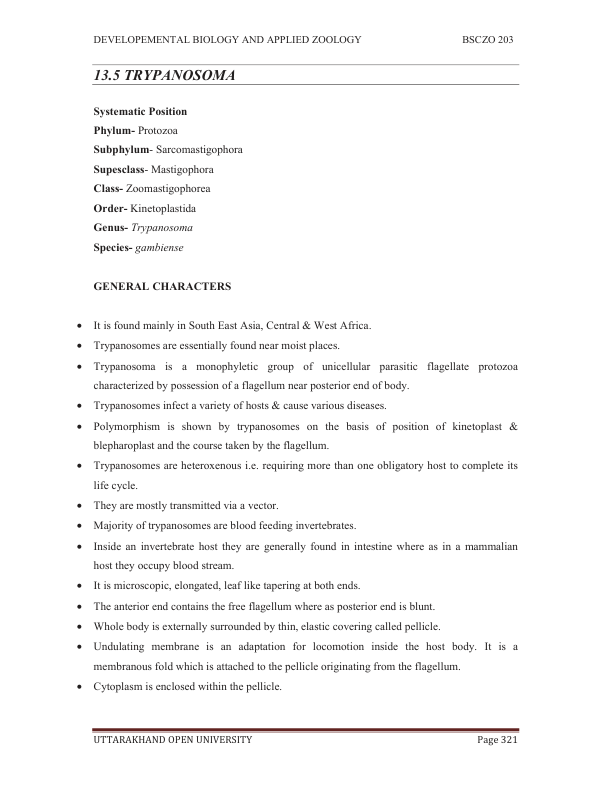 DEVELOPEMENTAL BIOLOGY AND APPLIED ZOOLOGY BSCZO 203
13.5 TRYPANOSOMA
Systematic Position
Phylum- Protozoa
Subphylum- Sarcomastigophora
Supesclass- Mastigophora
Class- Zoomastigophorea
Order- Kinetoplastida
Genus- Trypanosoma
Species- gambiense
GENERAL CHARACTERS
• It is found mainly in South East Asia, Central & West Africa.
• Trypanosomes are essentially found near moist places.
• Trypanosoma is a monophyletic group of unicellular parasitic flagellate protozoa
characterized by possession of a flagellum near posterior end of body.
• Trypanosomes infect a variety of hosts & cause various diseases.
• Polymorphism is shown by trypanosomes on the basis of position of kinetoplast &
blepharoplast and the course taken by the flagellum.
• Trypanosomes are heteroxenous i.e. requiring more than one obligatory host to complete its
life cycle.
• They are mostly transmitted via a vector.
• Majority of trypanosomes are blood feeding invertebrates.
• Inside an invertebrate host they are generally found in intestine where as in a mammalian
host they occupy blood stream.
• It is microscopic, elongated, leaf like tapering at both ends.
• The anterior end contains the free flagellum where as posterior end is blunt.
• Whole body is externally surrounded by thin, elastic covering called pellicle.
• Undulating membrane is an adaptation for locomotion inside the host body. It is a
membranous fold which is attached to the pellicle originating from the flagellum.
• Cytoplasm is enclosed within the pellicle.
UTTARAKHAND OPEN UNIVERSITY Page 321